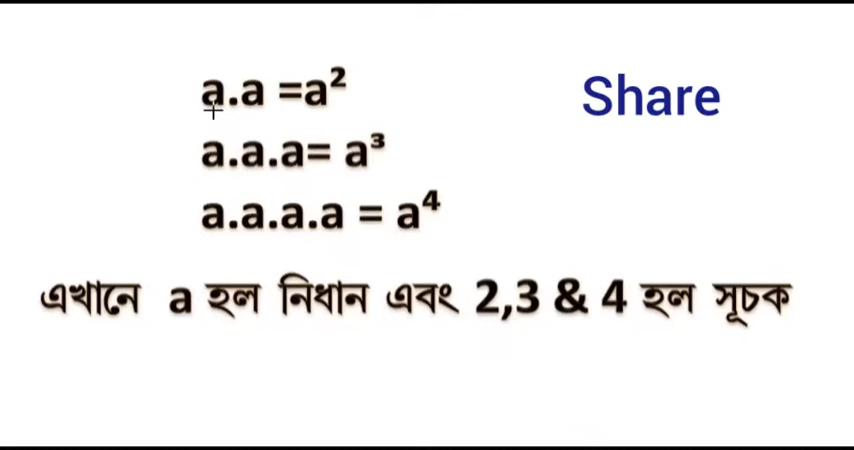 a.a =a²
Share
a.a.a= a³
a.a.a.a = a⁴
এখানে a হল নিধান এবং 2,3 & 4 হল সূচক